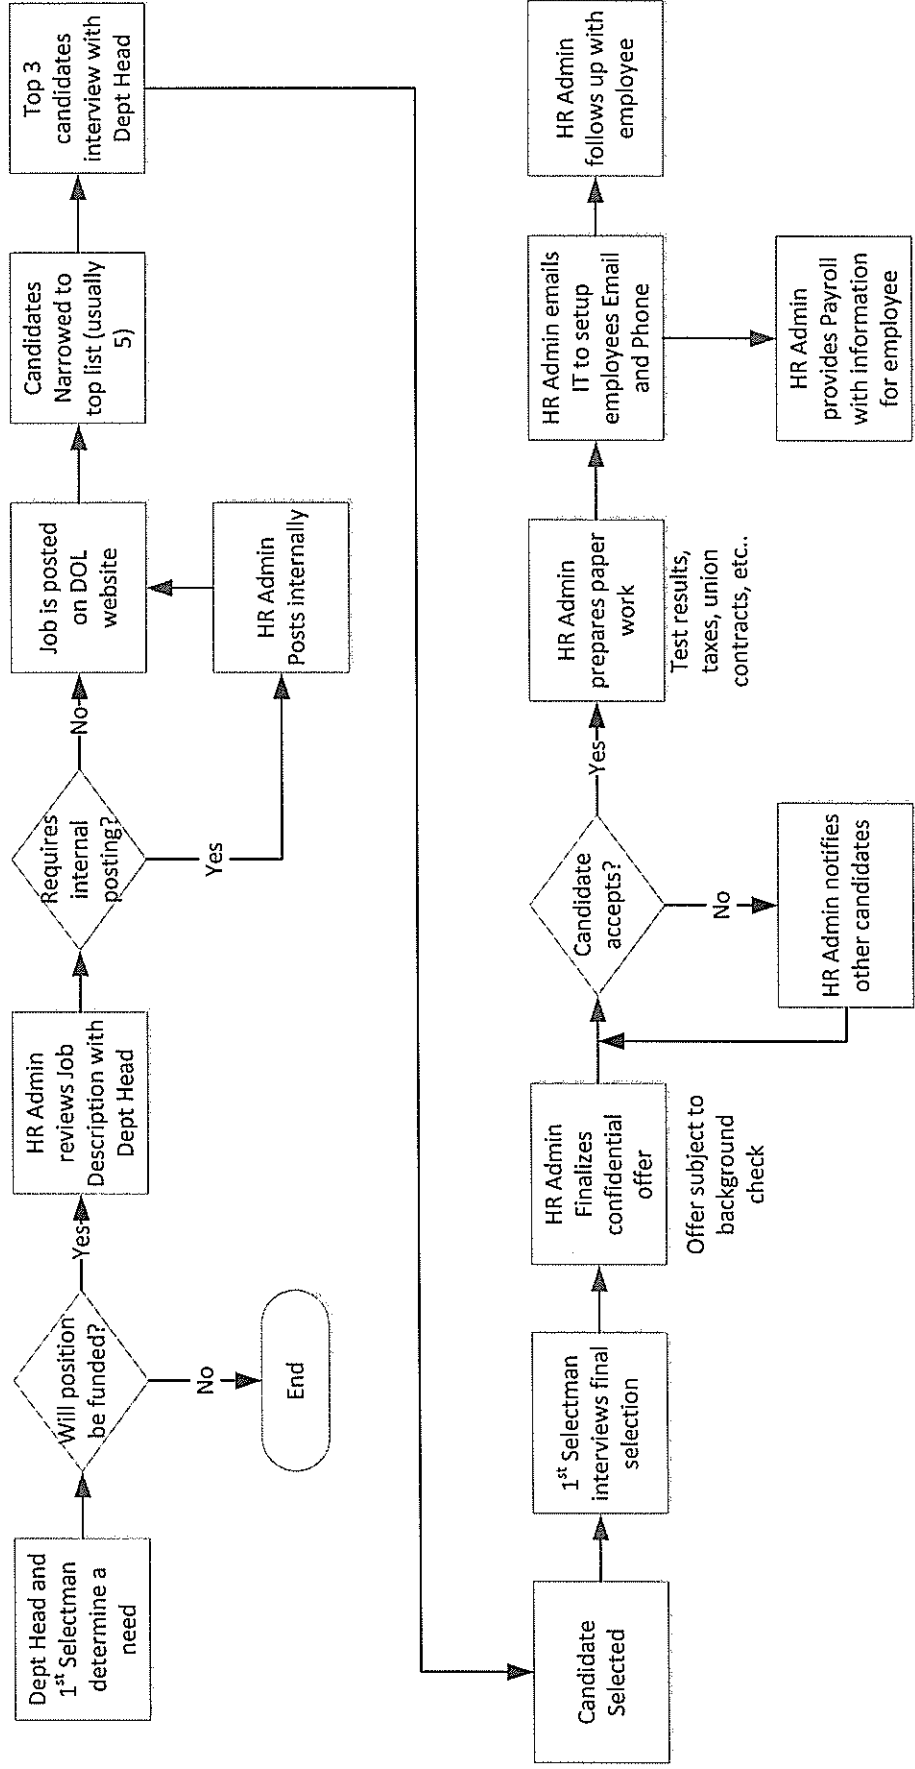 Dept Head and
1st Selectman
determine a
need
Will position
be funded?
Yes
No
End
HR Admin
reviews Job
Description with
Dept Head
Requires
internal
posting?
No
Yes
HR Admin
Posts internally
Job is posted
on DOL
website
Candidates
Narrowed to
top list (usually
5)
Top 3
candidates
interview with
Dept Head
Candidate
Selected
1st Selectman
interviews final
selection
HR Admin
Finalizes
confidential
offer
Offer subject to
background
check
Candidate
accepts?
Yes
No
HR Admin notifies
other candidates
HR Admin
prepares paper
work
Test results,
taxes, union
contracts, etc..
HR Admin emails
IT to setup
employees Email
and Phone
HR Admin
provides Payroll
with information
for employee
HR Admin
follows up with
employee